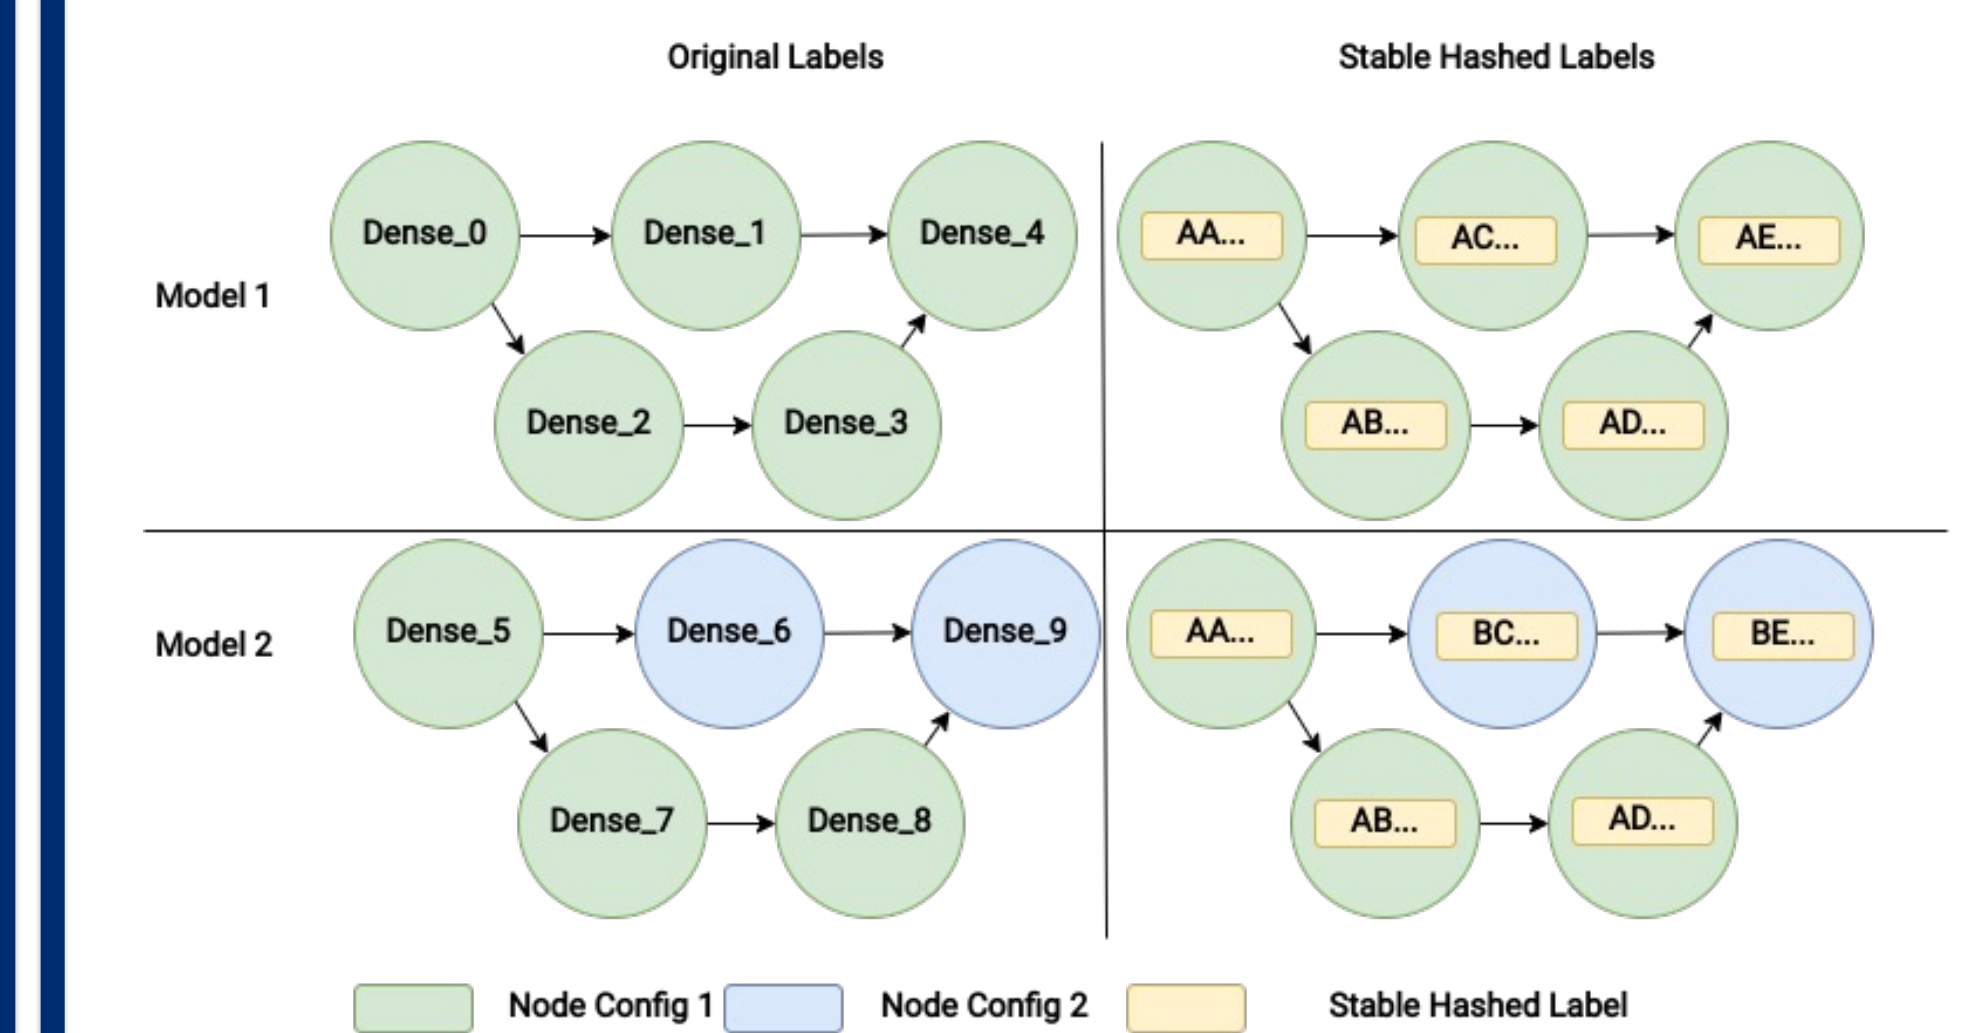 Original Labels
Stable Hashed Labels
Dense_0
Dense_1
Dense_4
AA...
AC...
AE...
Model 1
Dense_2
Dense_3
AB...
AD...
Dense_5
Dense_6
Dense_9
AA...
BC...
BE...
Model 2
Dense_7
Dense_8
AB...
AD...
Node Config 1
Node Config 2
Stable Hashed Label